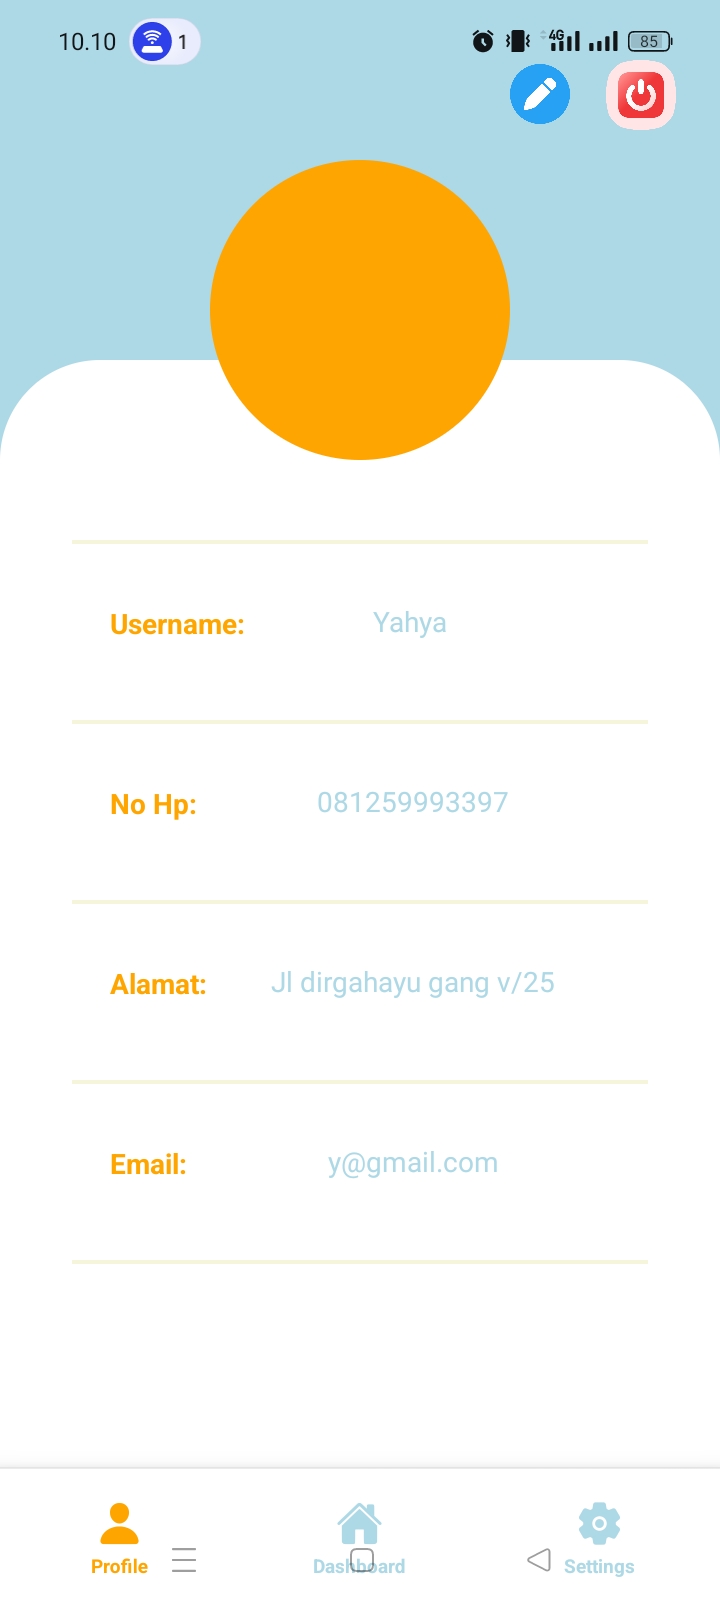 10.10 1 4G 85
Username: Yahya
No Hp: 081259993397
Alamat: Jl dirgahayu gang v/25
Email: y@gmail.com
Profile Dashboard Settings